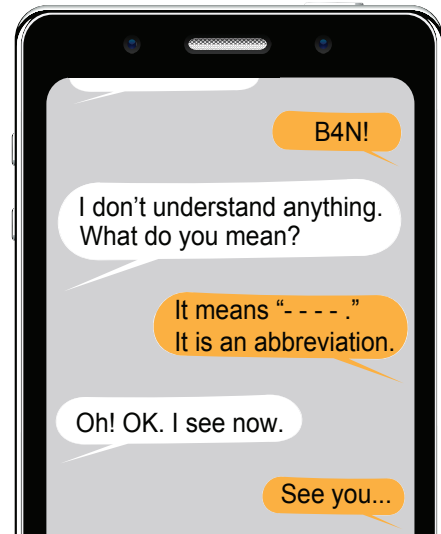 B4N!
I don’t understand anything.
What do you mean?
It means “- - - - .”
It is an abbreviation.
Oh! OK. I see now.
See you...